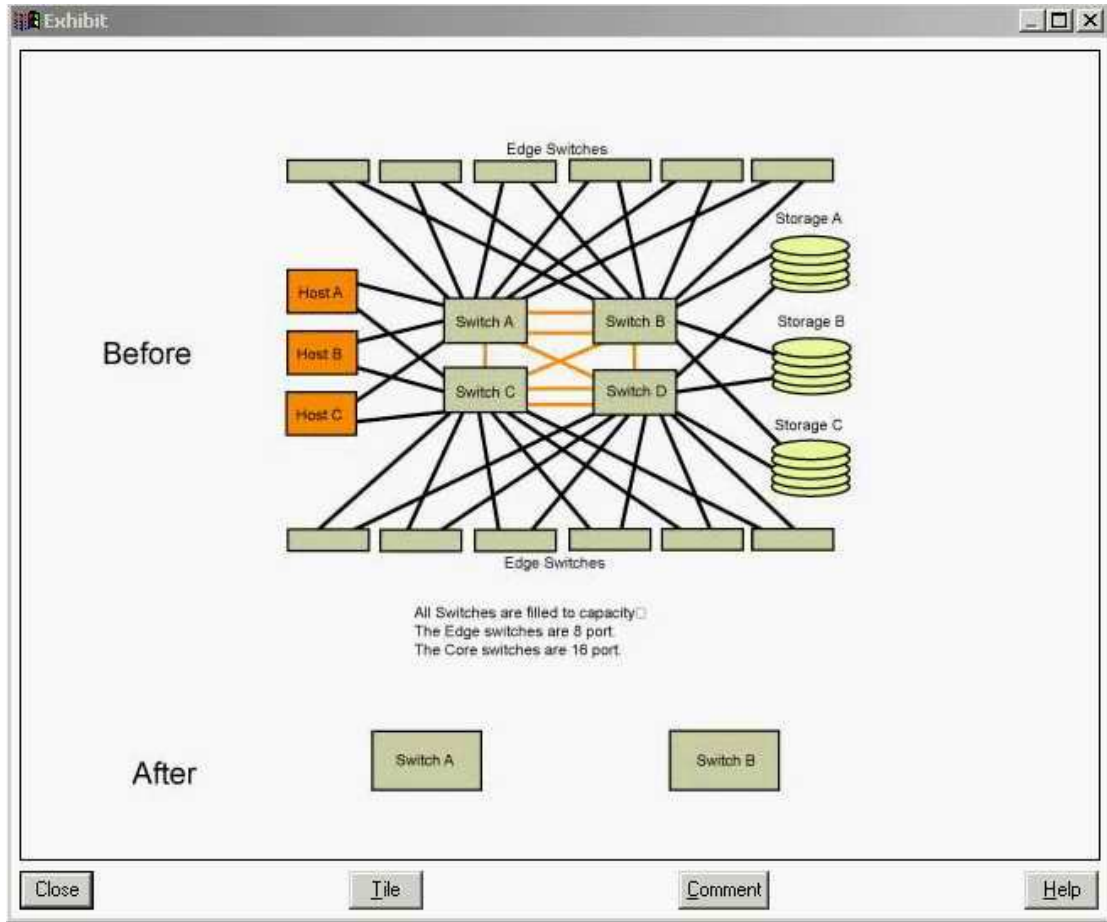 Exhibit
Edge Switches
Storage A
Host A
Switch A
Switch B
Storage B
Before
Host B
Switch C
Switch D
Host C
Storage C
Edge Switches
All Switches are filled to capacity□
The Edge switches are 8 port.
The Core switches are 16 port.
After
Switch A
Switch B
Close
Tile
Comment
Help